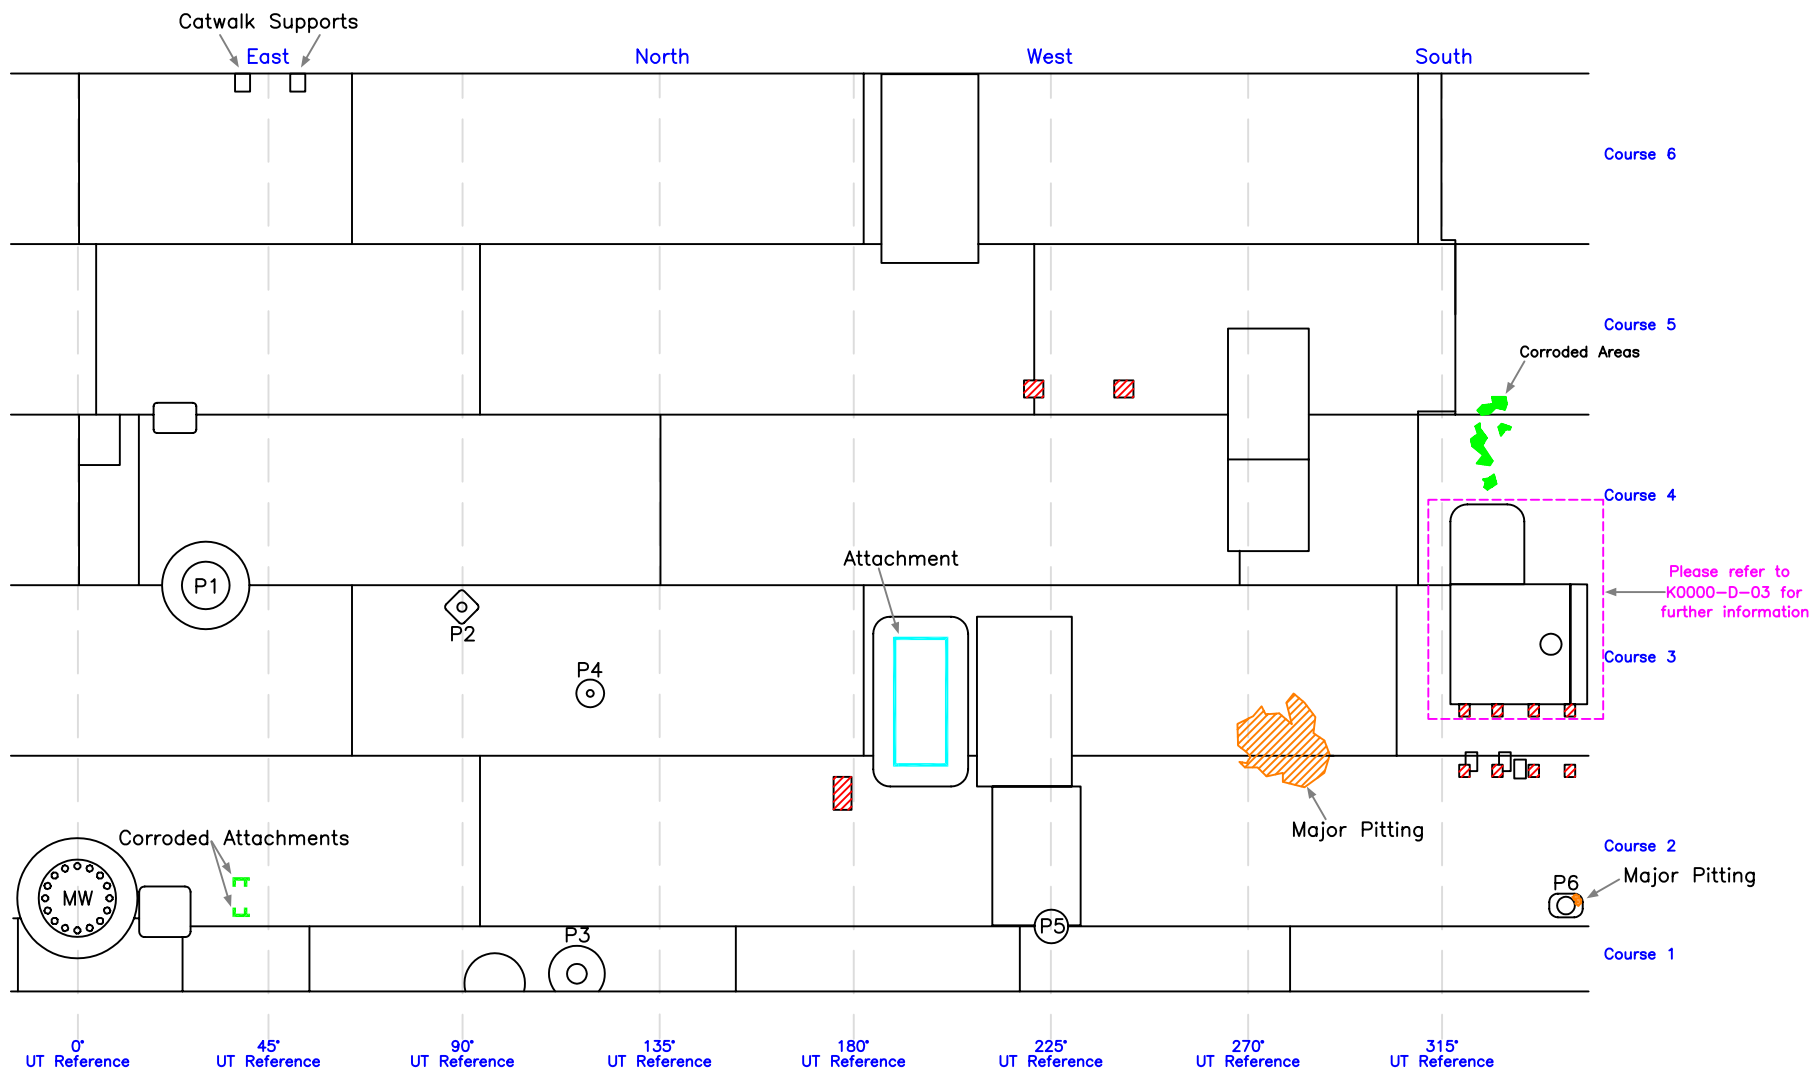 Catwalk Supports
East
North
West
South
Course 6
Course 5
Corroded Areas
Course 4
Attachment
P1
Please refer to
K0000-D-03 for
further information
P2
P4
Course 3
Major Pitting
Corroded Attachments
Course 2
Major Pitting
P6
MW
P5
P3
Course 1
0°
UT Reference
45°
UT Reference
90°
UT Reference
135°
UT Reference
180°
UT Reference
225°
UT Reference
270°
UT Reference
315°
UT Reference